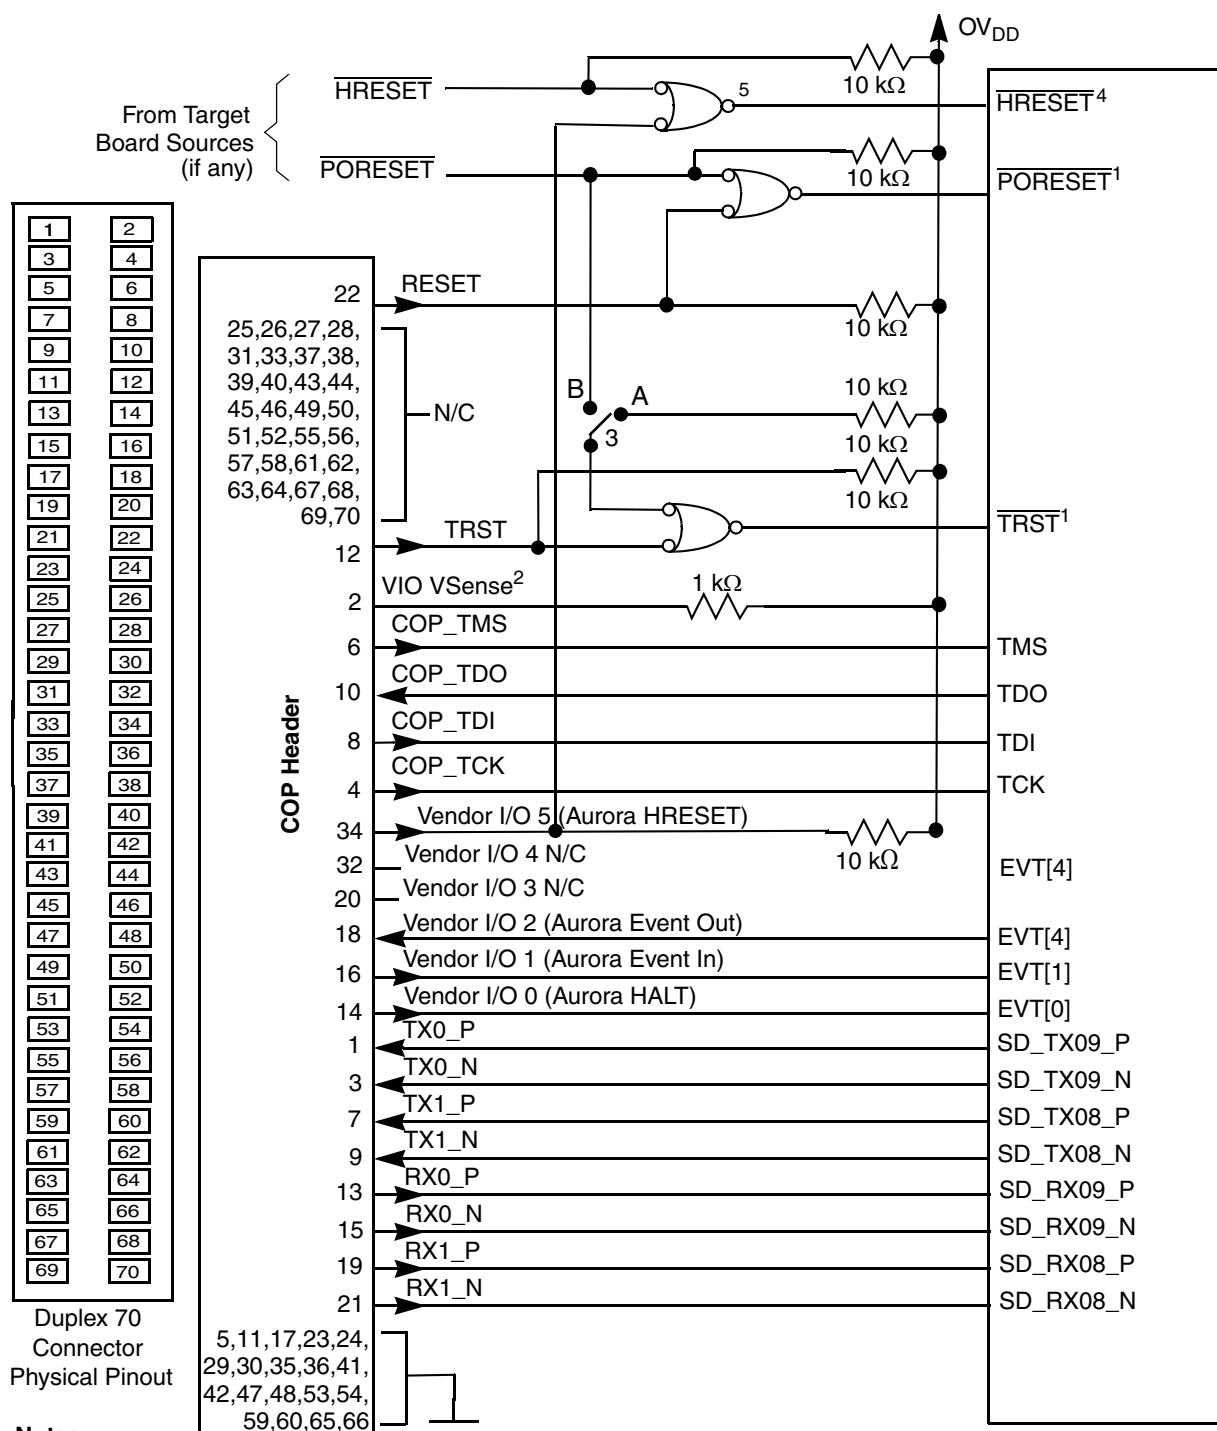 OVDD
10 kΩ
HRESET
5
HRESET4
From Target
Board Sources
(if any)
PORESET
10 kΩ
PORESET1
1 2
3 4
5 6
7 8
9 10
11 12
13 14
15 16
17 18
19 20
21 22
23 24
25 26
27 28
29 30
31 32
33 34
35 36
37 38
39 40
41 42
43 44
45 46
47 48
49 50
51 52
53 54
55 56
57 58
59 60
61 62
63 64
65 66
67 68
69 70
Duplex 70
Connector
Physical Pinout
COP Header
22 RESET
10 kΩ
25,26,27,28,
31,33,37,38,
39,40,43,44,
45,46,49,50,
51,52,55,56,
57,58,61,62,
63,64,67,68,
69,70
N/C
B A
3
10 kΩ
10 kΩ
10 kΩ
12 TRST
TRST1
2 VIO VSense2
1 kΩ
6 COP_TMS TMS
10 COP_TDO TDO
8 COP_TDI TDI
4 COP_TCK TCK
34 Vendor I/O 5 (Aurora HRESET)
10 kΩ
32 Vendor I/O 4 N/C
EVT[4]
20 Vendor I/O 3 N/C
18 Vendor I/O 2 (Aurora Event Out) EVT[4]
16 Vendor I/O 1 (Aurora Event In) EVT[1]
14 Vendor I/O 0 (Aurora HALT) EVT[0]
1 TX0_P SD_TX09_P
3 TX0_N SD_TX09_N
7 TX1_P SD_TX08_P
9 TX1_N SD_TX08_N
13 RX0_P SD_RX09_P
15 RX0_N SD_RX09_N
19 RX1_P SD_RX08_P
21 RX1_N SD_RX08_N
5,11,17,23,24,
29,30,35,36,41,
42,47,48,53,54,
59,60,65,66